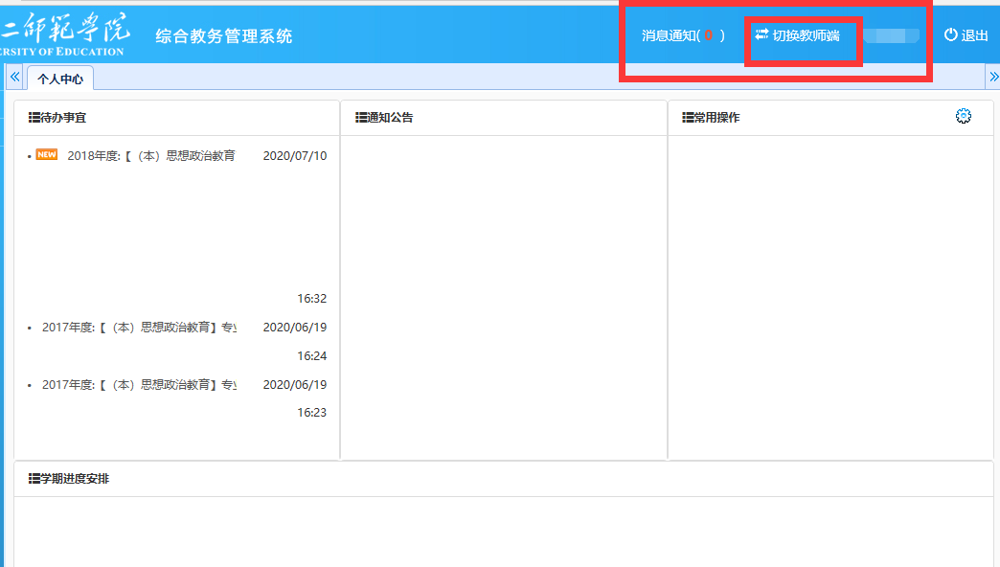 二师范学院
ERSITY OF EDUCATION
综合教务管理系统
消息通知( 0 )
切换教师端
退出
个人中心
待办事宜
NEW 2018年度:【（本）思想政治教育 2020/07/10
16:32
2017年度:【（本）思想政治教育】专 2020/06/19
16:24
2017年度:【（本）思想政治教育】专 2020/06/19
16:23
通知公告
常用操作
学期进度安排